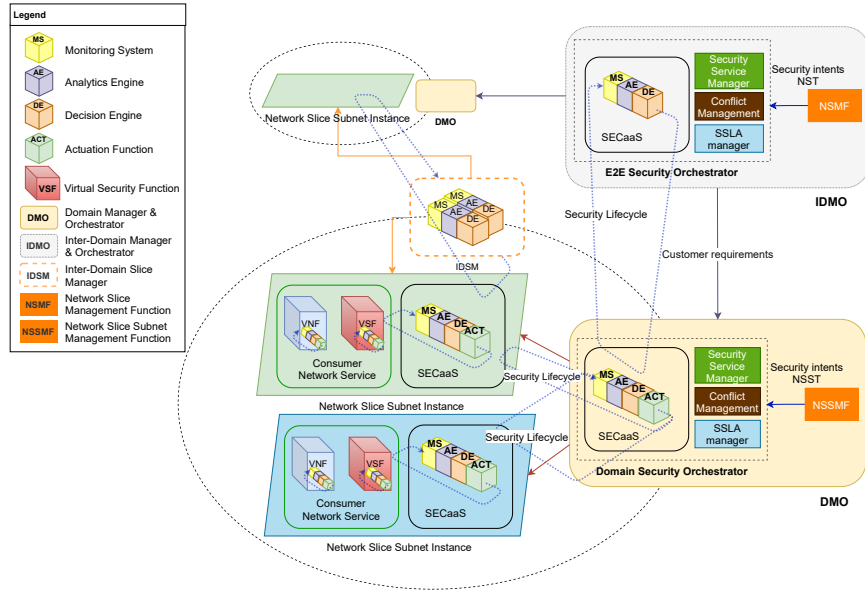 Legend
MS
Monitoring System
AE
Analytics Engine
DE
Decision Engine
ACT
Actuation Function
VSF
Virtual Security Function
DMO
Domain Manager &
Orchestrator
IDMO
Inter-Domain Manager
& Orchestrator
IDSM
Inter-Domain Slice
Manager
NSMF
Network Slice
Management Function
NSSMF
Network Slice Subnet
Management Function
Network Slice Subnet Instance
DMO
MS
AE
DE
SECaaS
Security
Service
Manager
Conflict
Management
SSLA
manager
E2E Security Orchestrator
Security intents
NST
NSMF
IDMO
MS
AE
MS
DE
AE
DE
IDSM
Security Lifecycle
Customer requirements
VNF
VSF
Consumer
Network Service
MS
AE
DE
ACT
SECaaS
Network Slice Subnet Instance
Security Lifecycle
VNF
VSF
Consumer
Network Service
MS
AE
DE
ACT
SECaaS
Network Slice Subnet Instance
Security Lifecycle
MS
AE
DE
ACT
SECaaS
Security
Service
Manager
Conflict
Management
SSLA
manager
Domain Security Orchestrator
Security intents
NSST
NSSMF
DMO